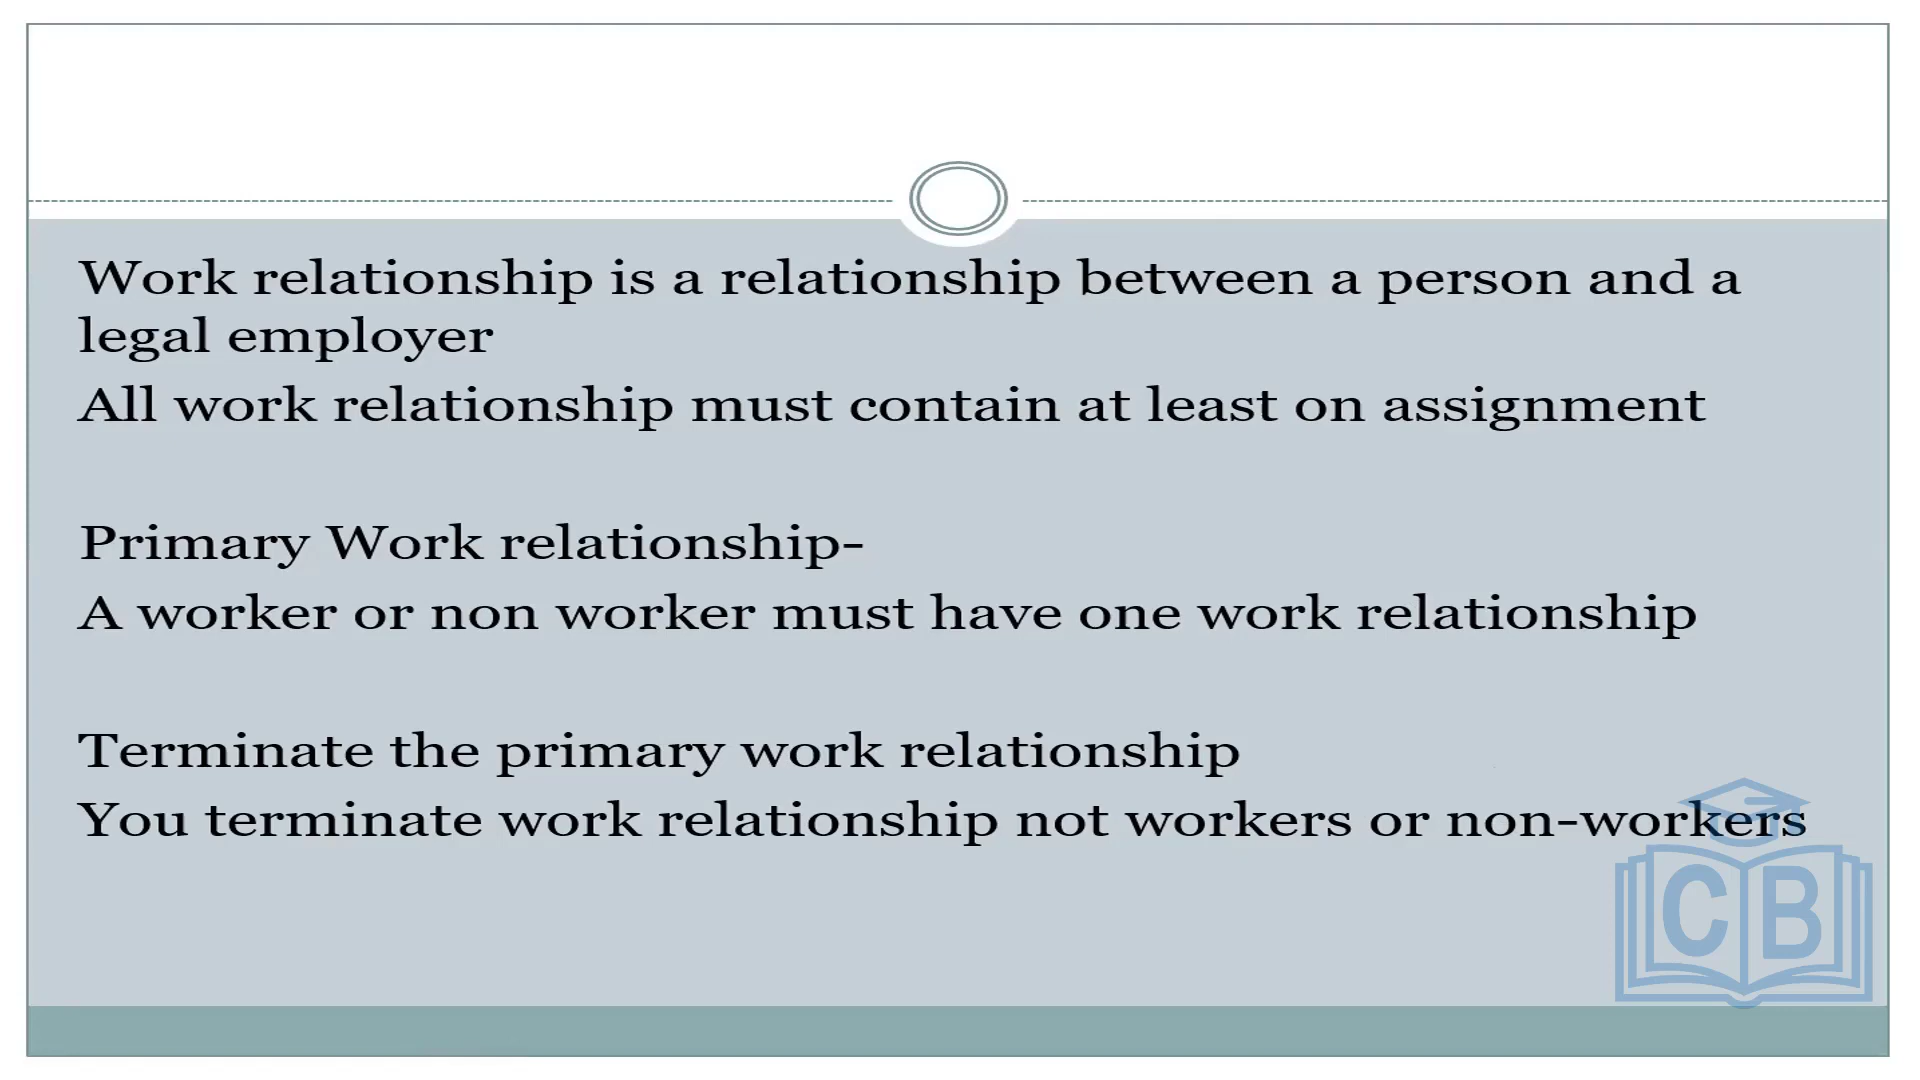 Work relationship is a relationship between a person and a
legal employer
All work relationship must contain at least on assignment
Primary Work relationship-
A worker or non worker must have one work relationship
Terminate the primary work relationship
You terminate work relationship not workers or non-workers
CB